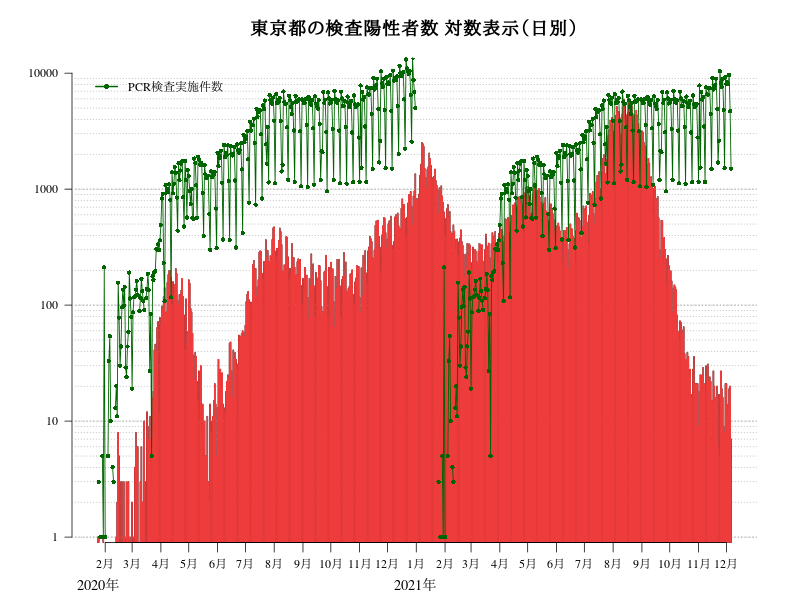 東京都の検査陽性者数 対数表示（日別）
10000
PCR検査実施件数
1000
100
10
1
2月 3月 4月 5月 6月 7月 8月 9月 10月 11月 12月 1月 2月 3月 4月 5月 6月 7月 8月 9月 10月 11月 12月
2020年 2021年